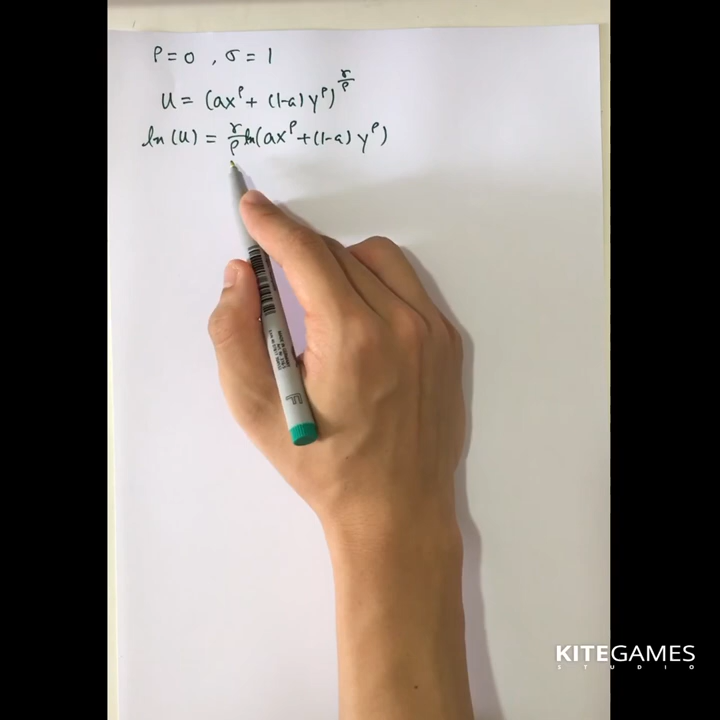 ρ = 0 , σ = 1
U = (ax^ρ + (1-a) y^ρ)^(γ/ρ)
ln (U) = γ/ρ ln(ax^ρ + (1-a) y^ρ)
F
KITEGAMES
STUDIO